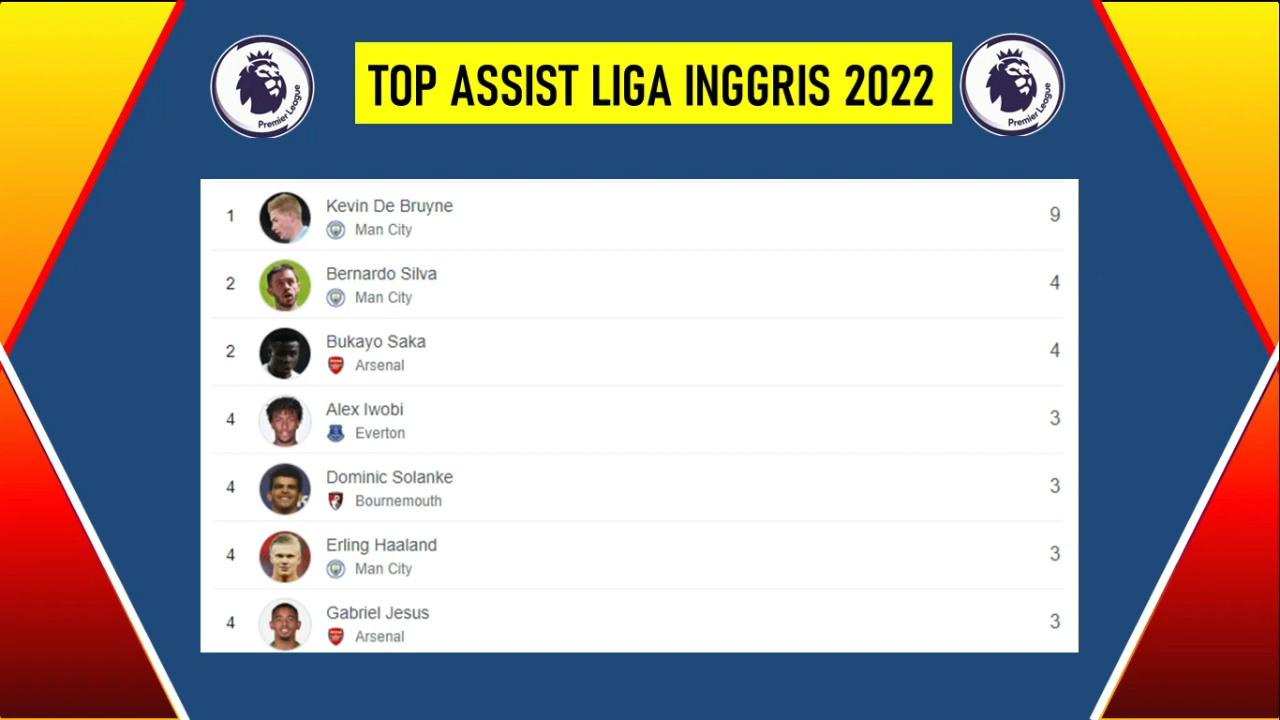 TOP ASSIST LIGA INGGRIS 2022
Premier League
Premier League
1
Kevin De Bruyne
Man City
9
2
Bernardo Silva
Man City
4
2
Bukayo Saka
Arsenal
4
4
Alex Iwobi
Everton
3
4
Dominic Solanke
Bournemouth
3
4
Erling Haaland
Man City
3
4
Gabriel Jesus
Arsenal
3